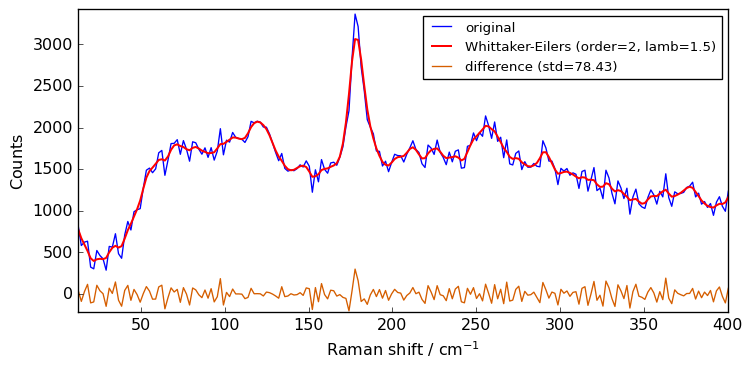 original
Whittaker-Eilers (order=2, lamb=1.5)
difference (std=78.43)
Counts
3000
2500
2000
1500
1000
500
0
50 100 150 200 250 300 350 400
Raman shift / cm⁻¹